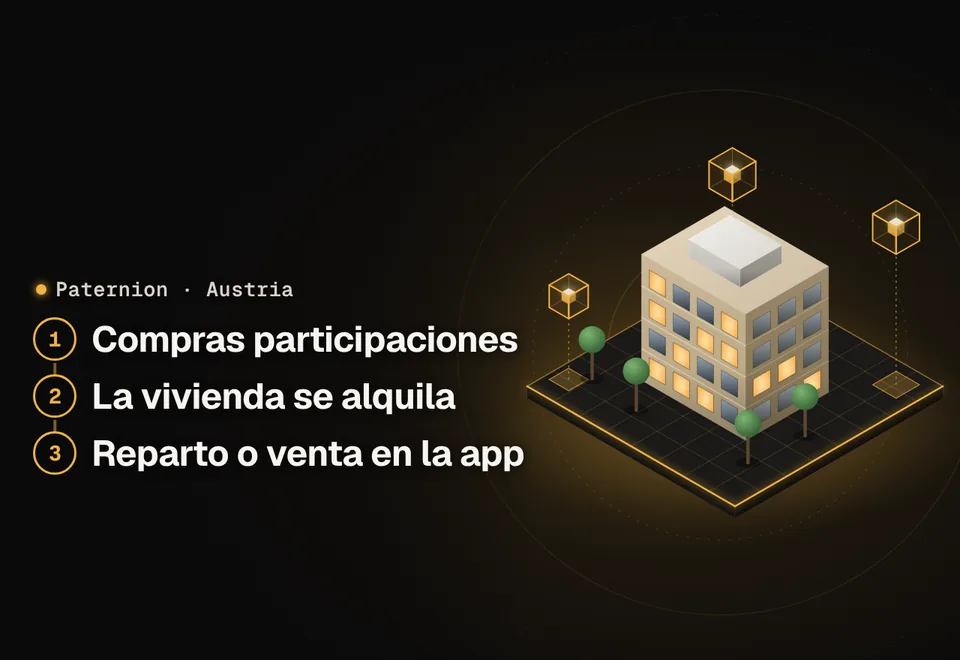 Paternion · Austria
1 Compras participaciones
2 La vivienda se alquila
3 Reparto o venta en la app